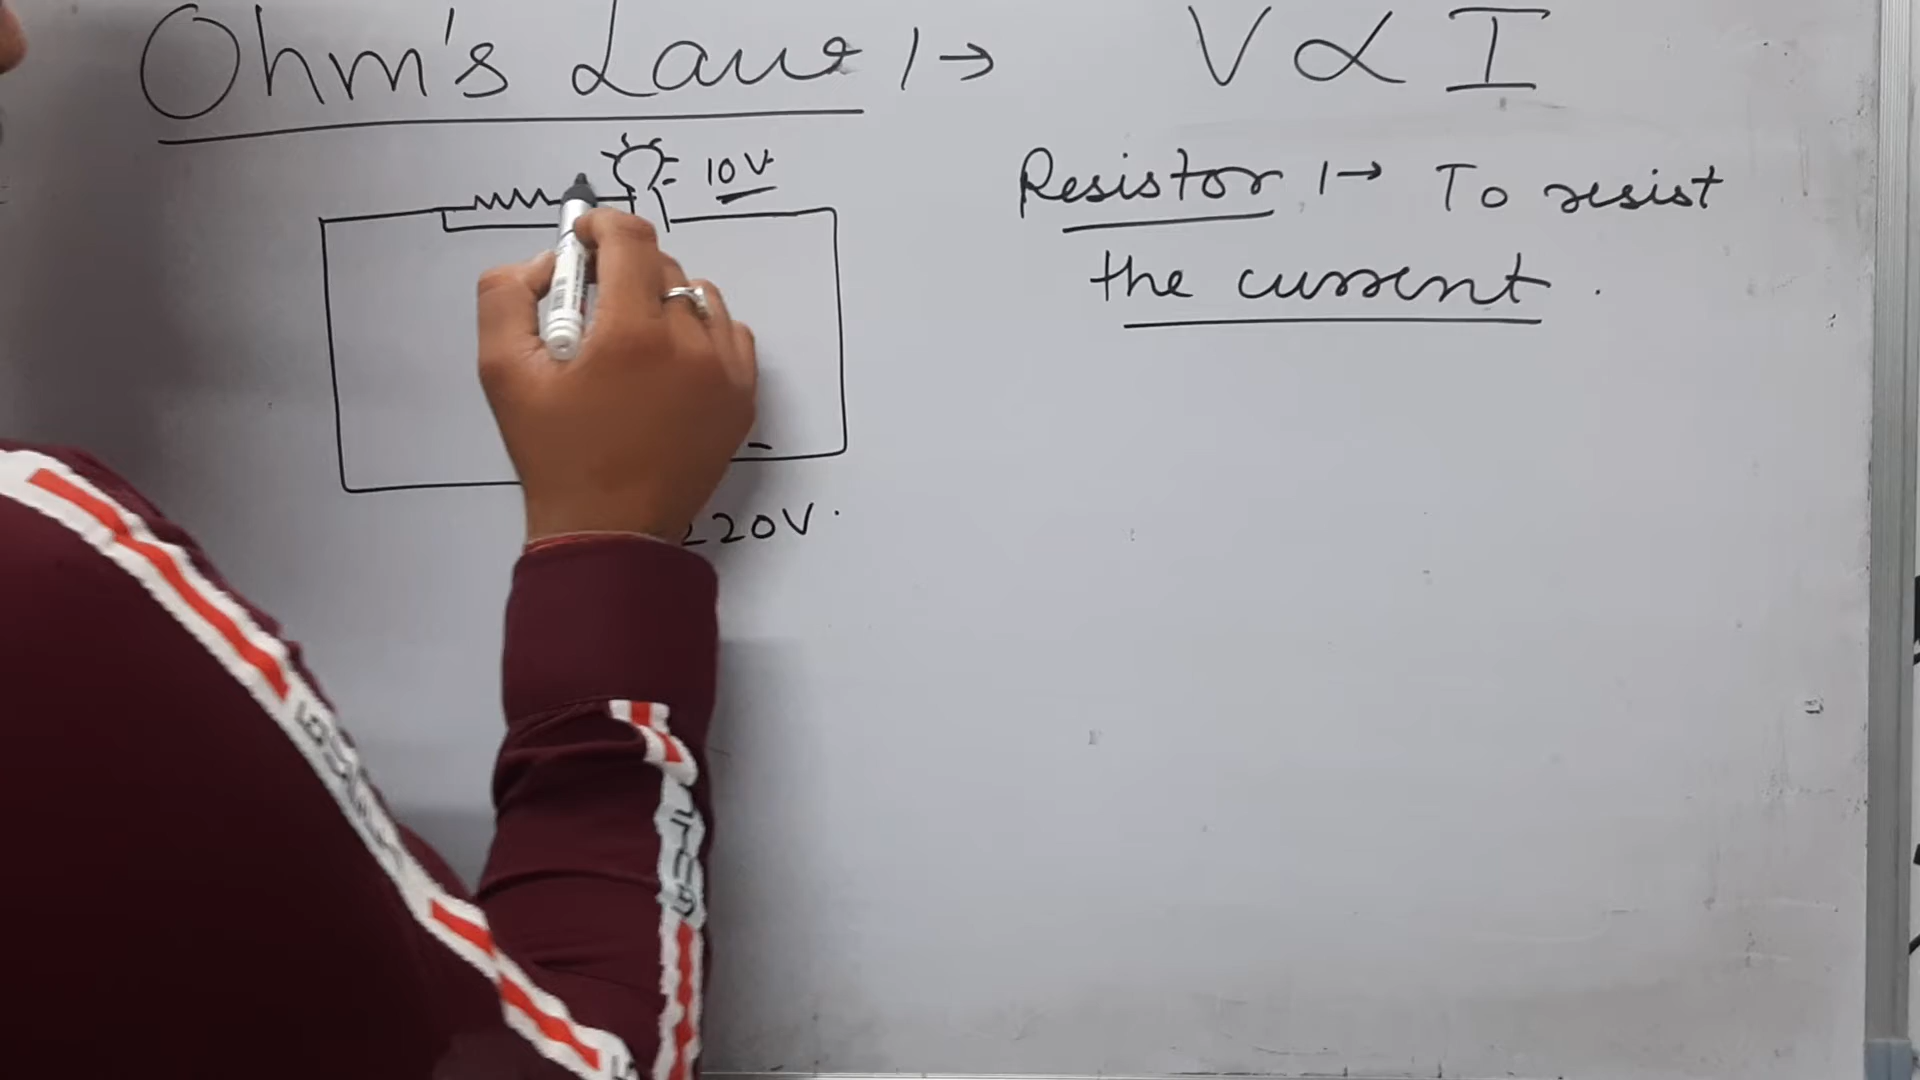 Ohm's Law :→ V ∝ I
10V
Resistor :→ To resist
the current.
220V.